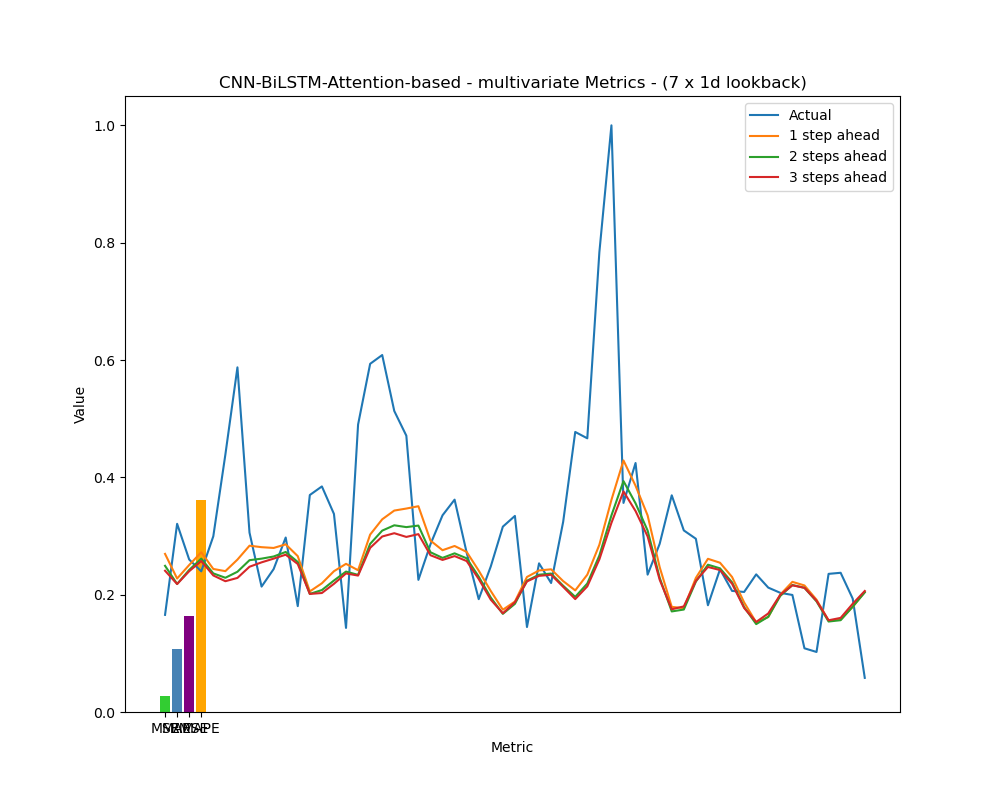 CNN-BiLSTM-Attention-based - multivariate Metrics - (7 x 1d lookback)
Actual
1 step ahead
2 steps ahead
3 steps ahead
1.0
0.8
0.6
0.4
0.2
0.0
Value
Metric